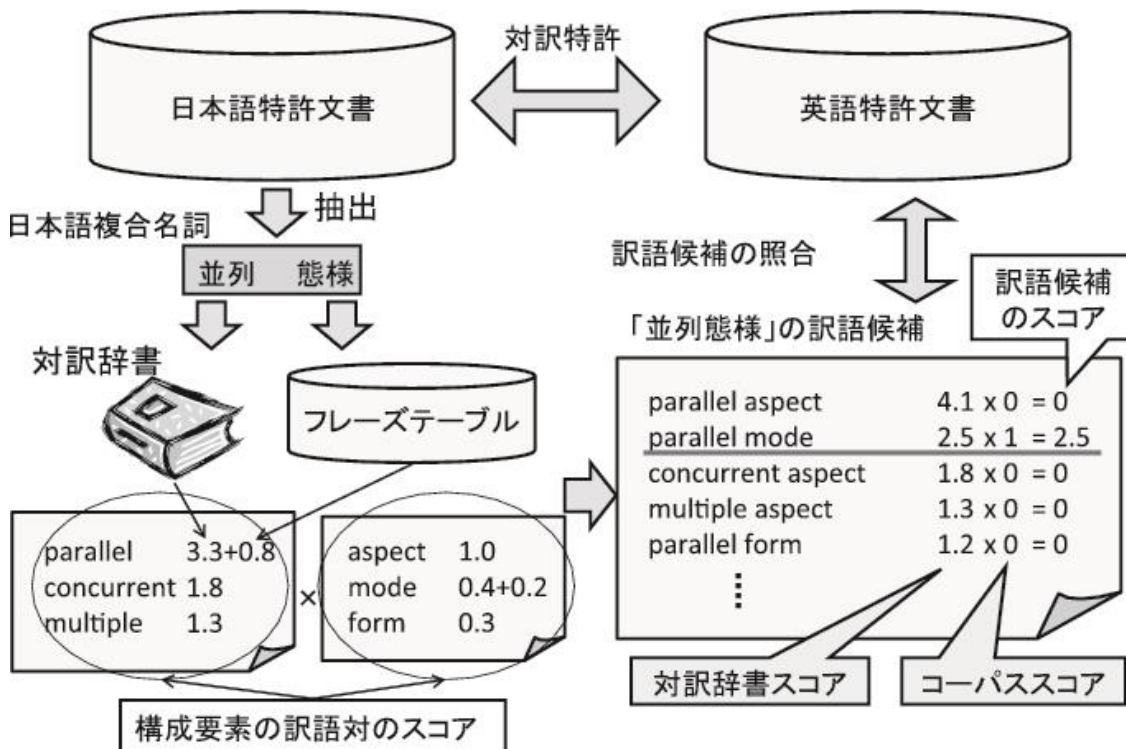 対訳特許
日本語特許文書
英語特許文書
抽出
日本語複合名詞
並列 態様
訳語候補の照合
訳語候補
のスコア
「並列態様」の訳語候補
対訳辞書
フレーズテーブル
parallel 3.3+0.8
concurrent 1.8
multiple 1.3
×
aspect 1.0
mode 0.4+0.2
form 0.3
parallel aspect 4.1 x 0 = 0
parallel mode 2.5 x 1 = 2.5
concurrent aspect 1.8 x 0 = 0
multiple aspect 1.3 x 0 = 0
parallel form 1.2 x 0 = 0
⋮
対訳辞書スコア
コーパススコア
構成要素の訳語対のスコア